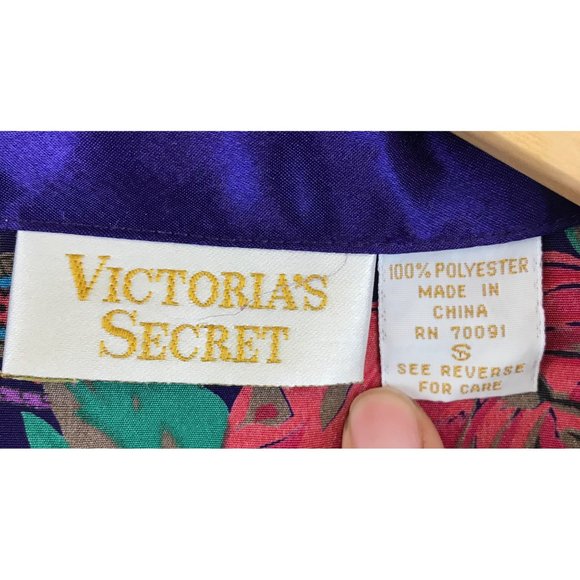 VICTORIA'S
SECRET
100% POLYESTER
MADE IN
CHINA
RN 70091
S
SEE REVERSE
FOR CARE